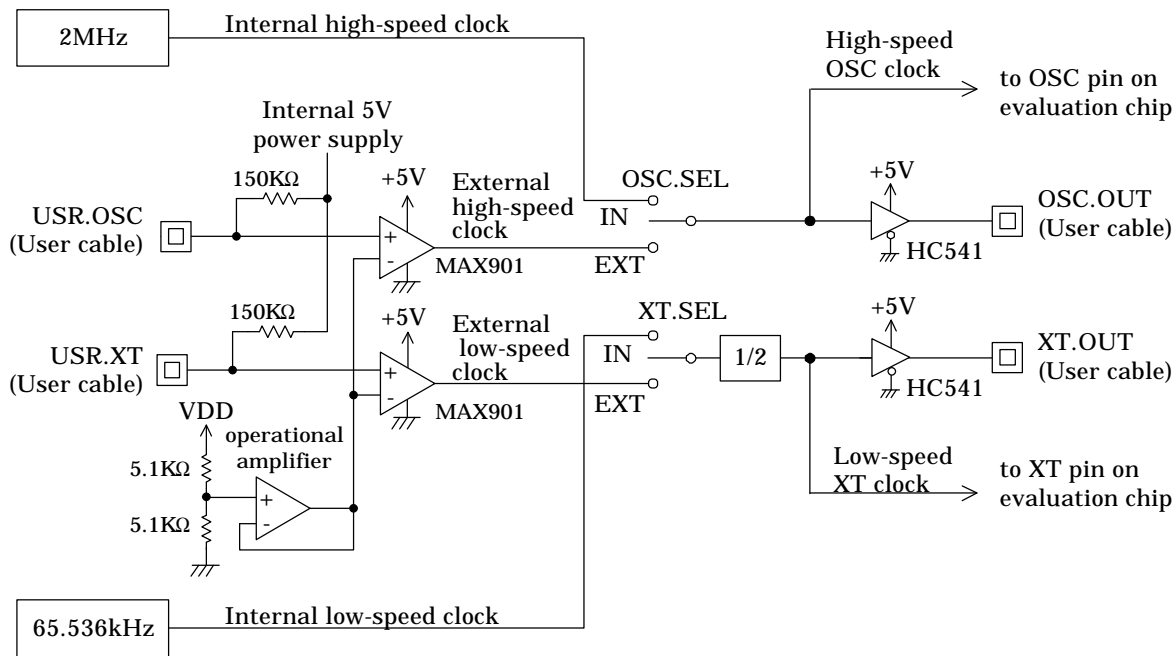 2MHz
Internal high-speed clock
High-speed
OSC clock
to OSC pin on
evaluation chip
Internal 5V
power supply
150KΩ
+5V
External
high-speed
clock
OSC.SEL
IN
EXT
+5V
USR.OSC
(User cable)
+
-
MAX901
HC541
OSC.OUT
(User cable)
150KΩ
+5V
External
low-speed
clock
XT.SEL
IN
EXT
1/2
+5V
USR.XT
(User cable)
+
-
MAX901
HC541
XT.OUT
(User cable)
VDD
operational
amplifier
5.1KΩ
5.1KΩ
+
-
Low-speed
XT clock
to XT pin on
evaluation chip
65.536kHz
Internal low-speed clock